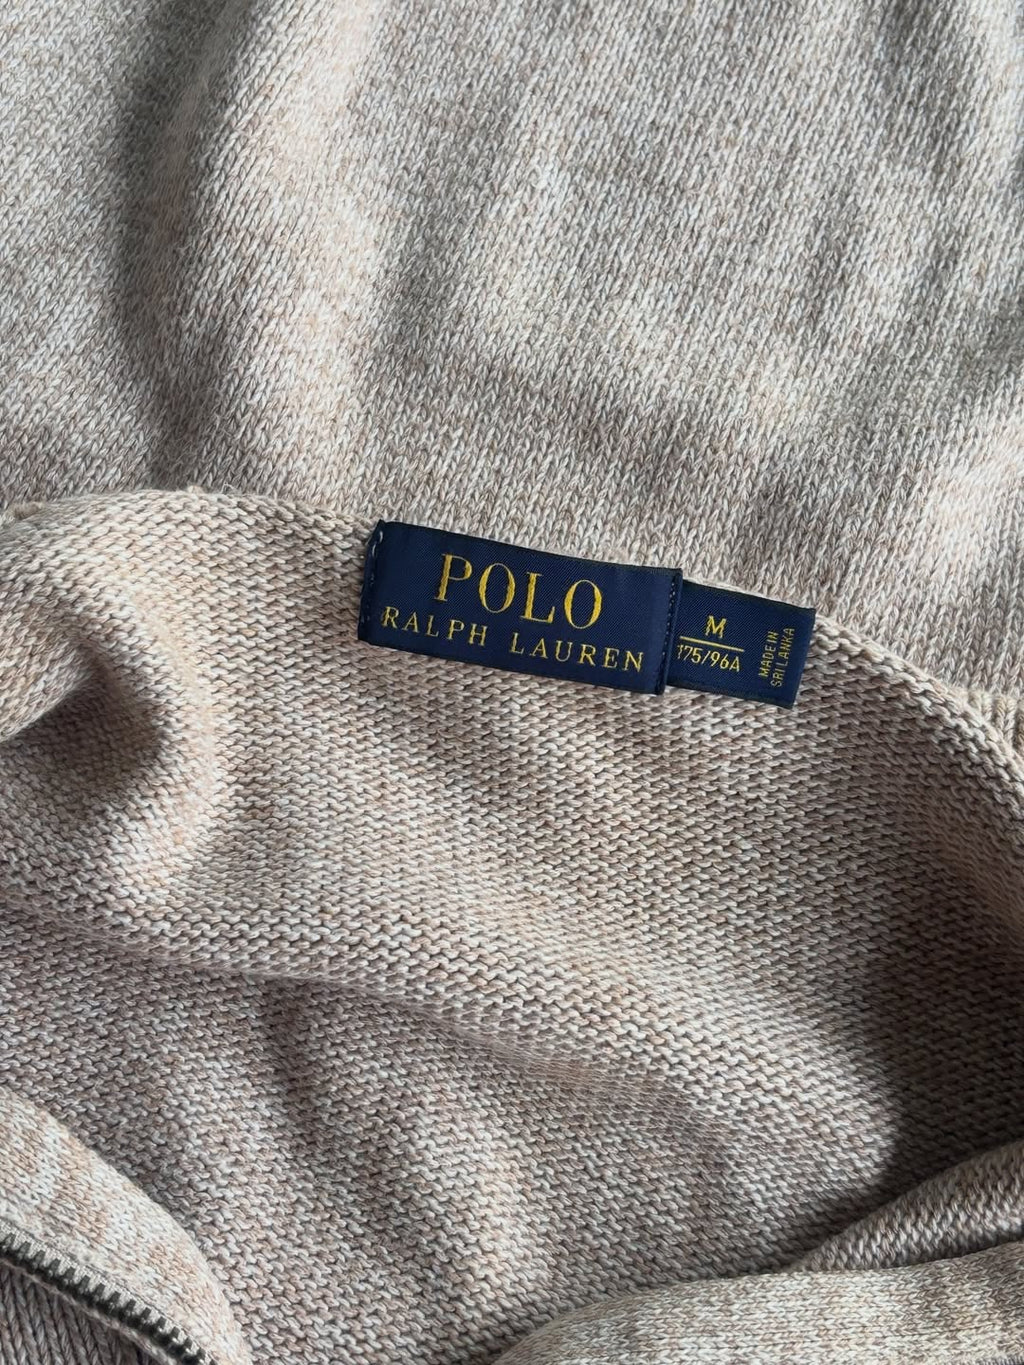 POLO
RALPH LAUREN
M
175/96A
MADE IN
SRI LANKA